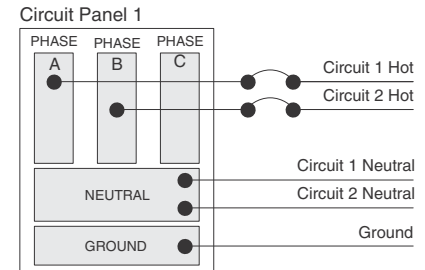 Circuit Panel 1
PHASE PHASE PHASE
A B C
Circuit 1 Hot
Circuit 2 Hot
Circuit 1 Neutral
NEUTRAL
Circuit 2 Neutral
Ground
GROUND